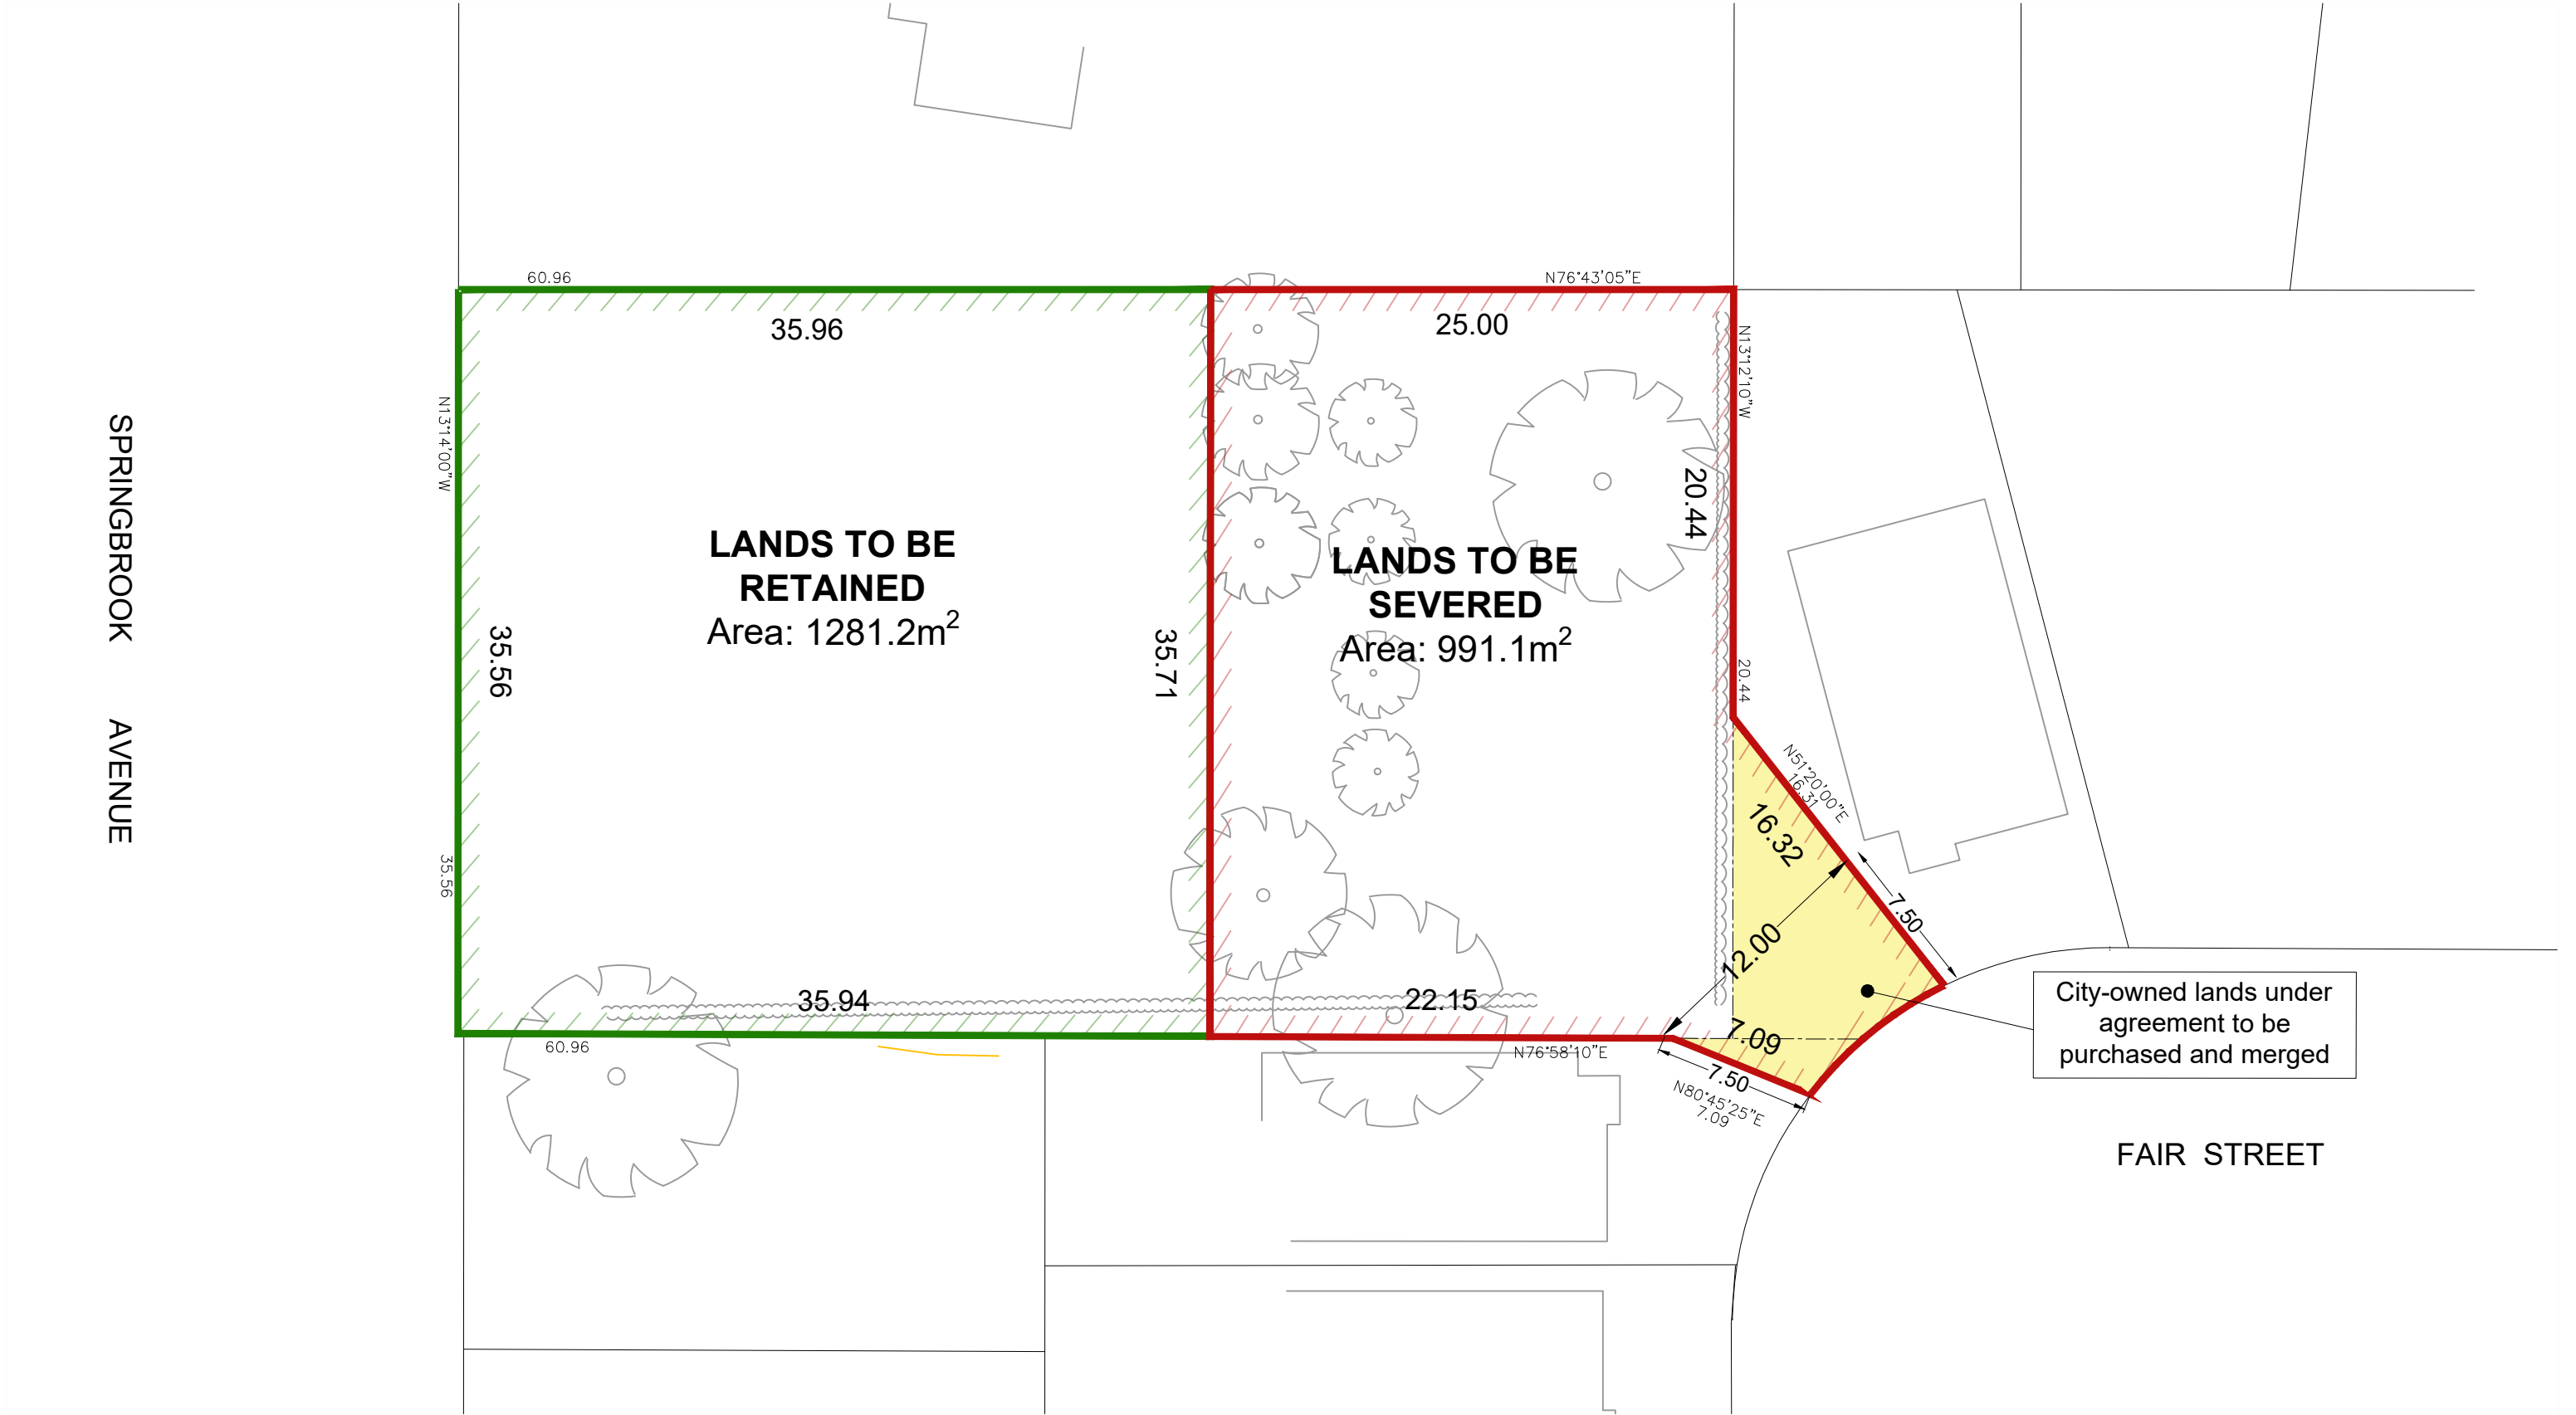 60.96
N76°43'05"E
35.96
25.00
N13°14'00"W
N13°12'10"W
SPRINGBROOK AVENUE
LANDS TO BE
RETAINED
Area: 1281.2m²
LANDS TO BE
SEVERED
Area: 991.1m²
20.44
35.56
35.71
20.44
N51°20'00"E
16.31
16.32
35.56
7.50
12.00
35.94
22.15
7.09
60.96
N76°58'10"E
7.50
N80°45'25"E
7.09
City-owned lands under
agreement to be
purchased and merged
FAIR STREET